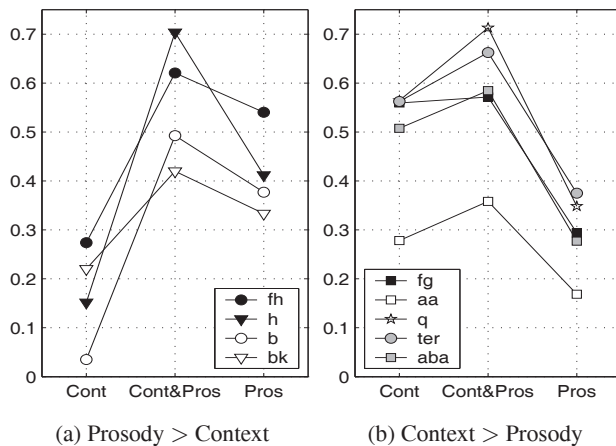 0.7
0.6
0.5
0.4
0.3
0.2
0.1
0
Cont Cont&Pros Pros
fh
h
b
bk
(a) Prosody > Context
0.7
0.6
0.5
0.4
0.3
0.2
0.1
0
Cont Cont&Pros Pros
fg
aa
q
ter
aba
(b) Context > Prosody